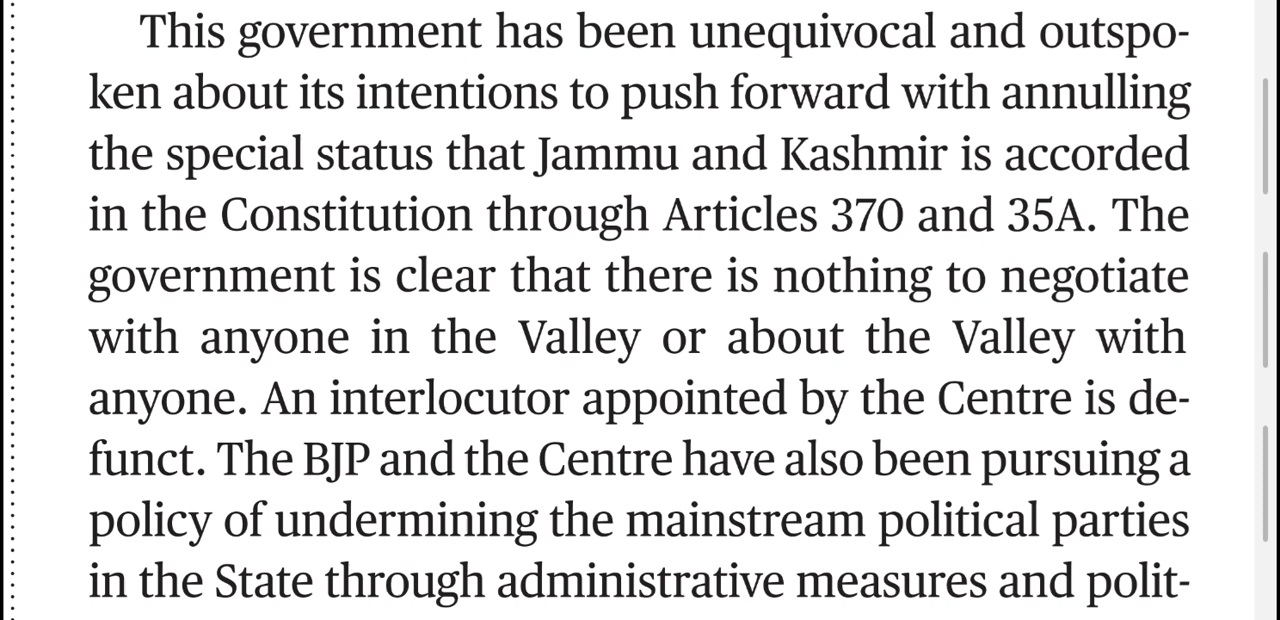 This government has been unequivocal and outspo-
ken about its intentions to push forward with annulling
the special status that Jammu and Kashmir is accorded
in the Constitution through Articles 370 and 35A. The
government is clear that there is nothing to negotiate
with anyone in the Valley or about the Valley with
anyone. An interlocutor appointed by the Centre is de-
funct. The BJP and the Centre have also been pursuing a
policy of undermining the mainstream political parties
in the State through administrative measures and polit-